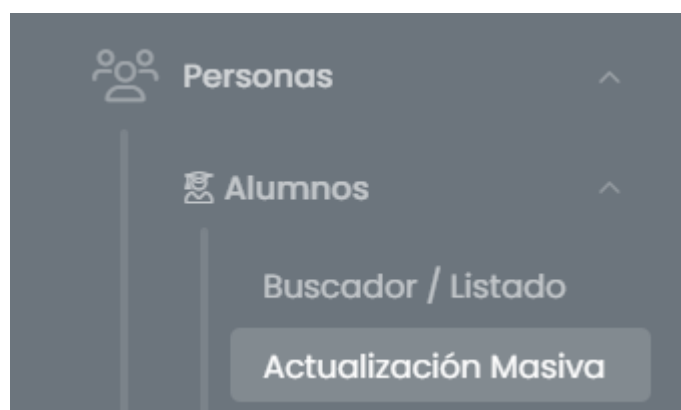 Personas
Alumnos
Buscador / Listado
Actualización Masiva